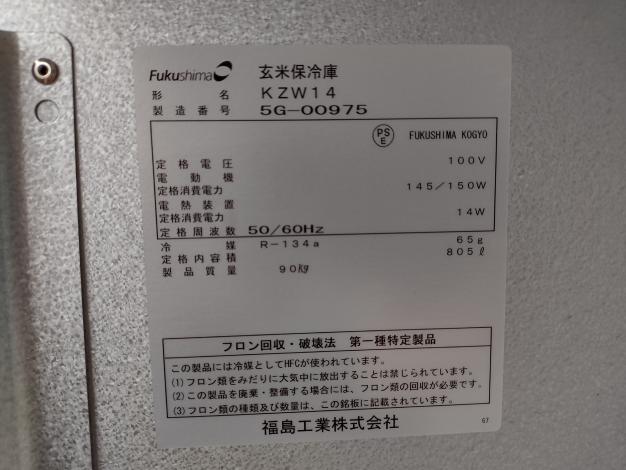 Fukushima 玄米保冷庫
形名 KZW14
製造番号 5G-00975
PS E FUKUSHIMA KOGYO
定格電圧 100V
電動機
定格消費電力 145/150W
電熱装置
定格消費電力 14W
定格周波数 50/60Hz
冷媒 R-134a 65g
定格内容積 805ℓ
製品質量 90kg
フロン回収・破壊法 第一種特定製品
この製品には冷媒としてHFCが使われています。
(1)フロン類をみだりに大気中に放出することは禁じられています。
(2)この製品を廃棄・整備する場合には、フロン類の回収が必要です。
(3)フロン類の種類及び数量は、この銘板に記載されています。
福島工業株式会社 67